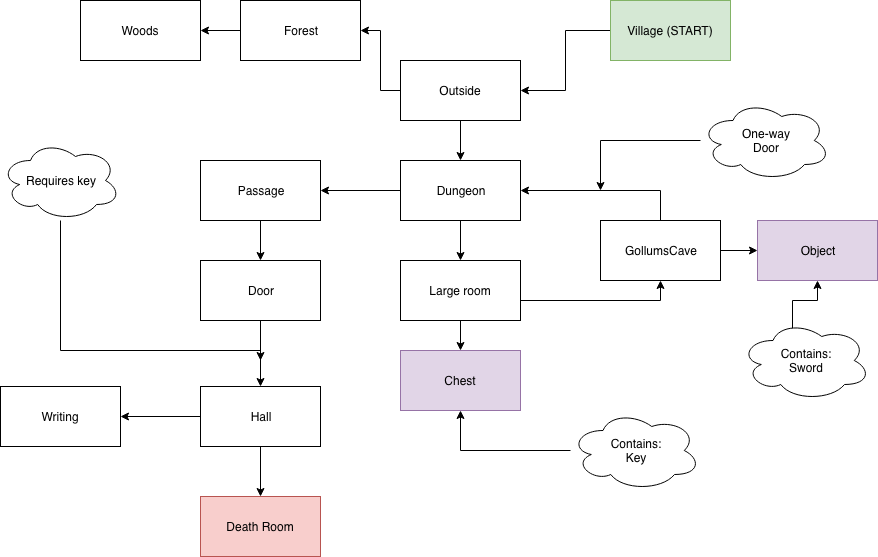 Woods
Forest
Village (START)
Outside
One-way
Door
Requires key
Passage
Dungeon
GollumsCave
Object
Door
Large room
Contains:
Sword
Chest
Writing
Hall
Contains:
Key
Death Room